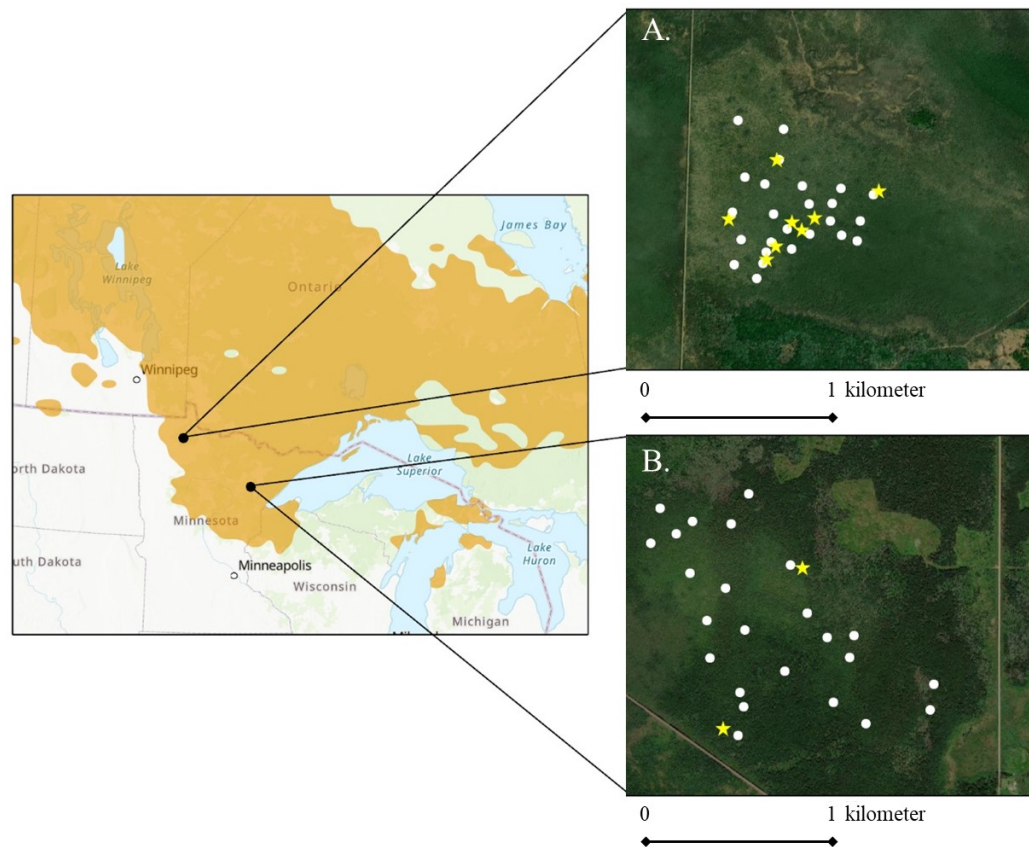 A.
James Bay
Lake
Winnipeg
Ontario
Winnipeg
0 1 kilometer
B.
orth Dakota
Lake
Superior
Minnesota
Lake
Huron
uth Dakota
Minneapolis
Wisconsin
Michigan
0 1 kilometer